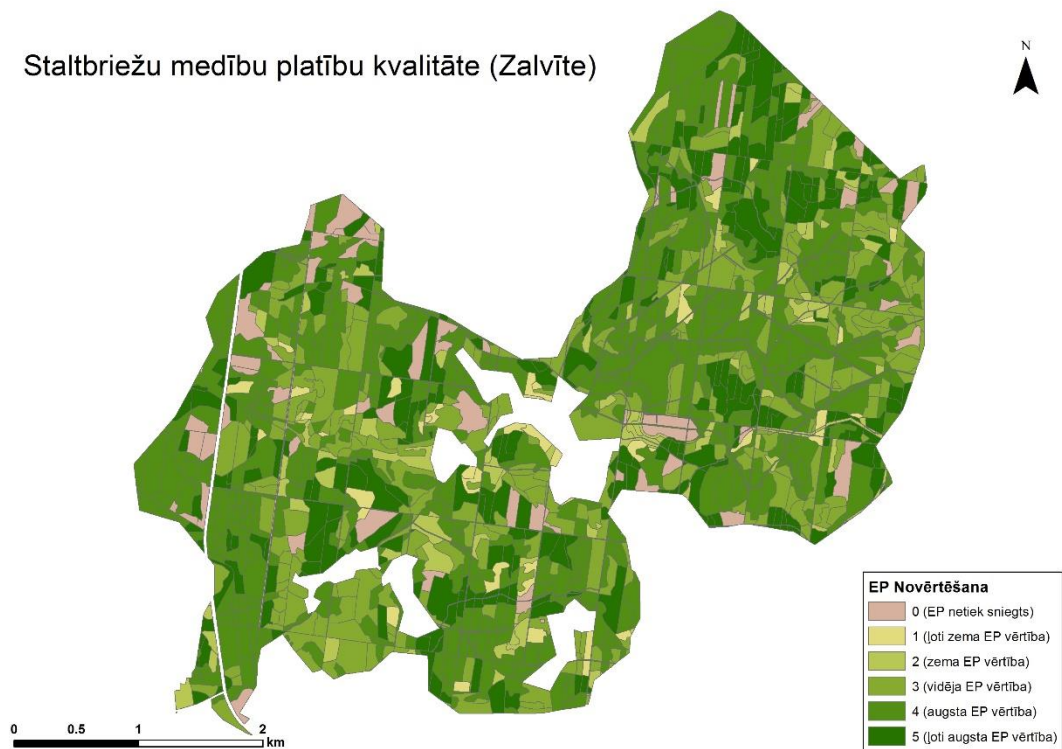 Staltbriežu medību platību kvalitāte (Zalvīte)
N
EP Novērtēšana
0 (EP netiek sniegts)
1 (ļoti zema EP vērtība)
2 (zema EP vērtība)
3 (vidēja EP vērtība)
4 (augsta EP vērtība)
5 (ļoti augsta EP vērtība)
0 0.5 1 2
km